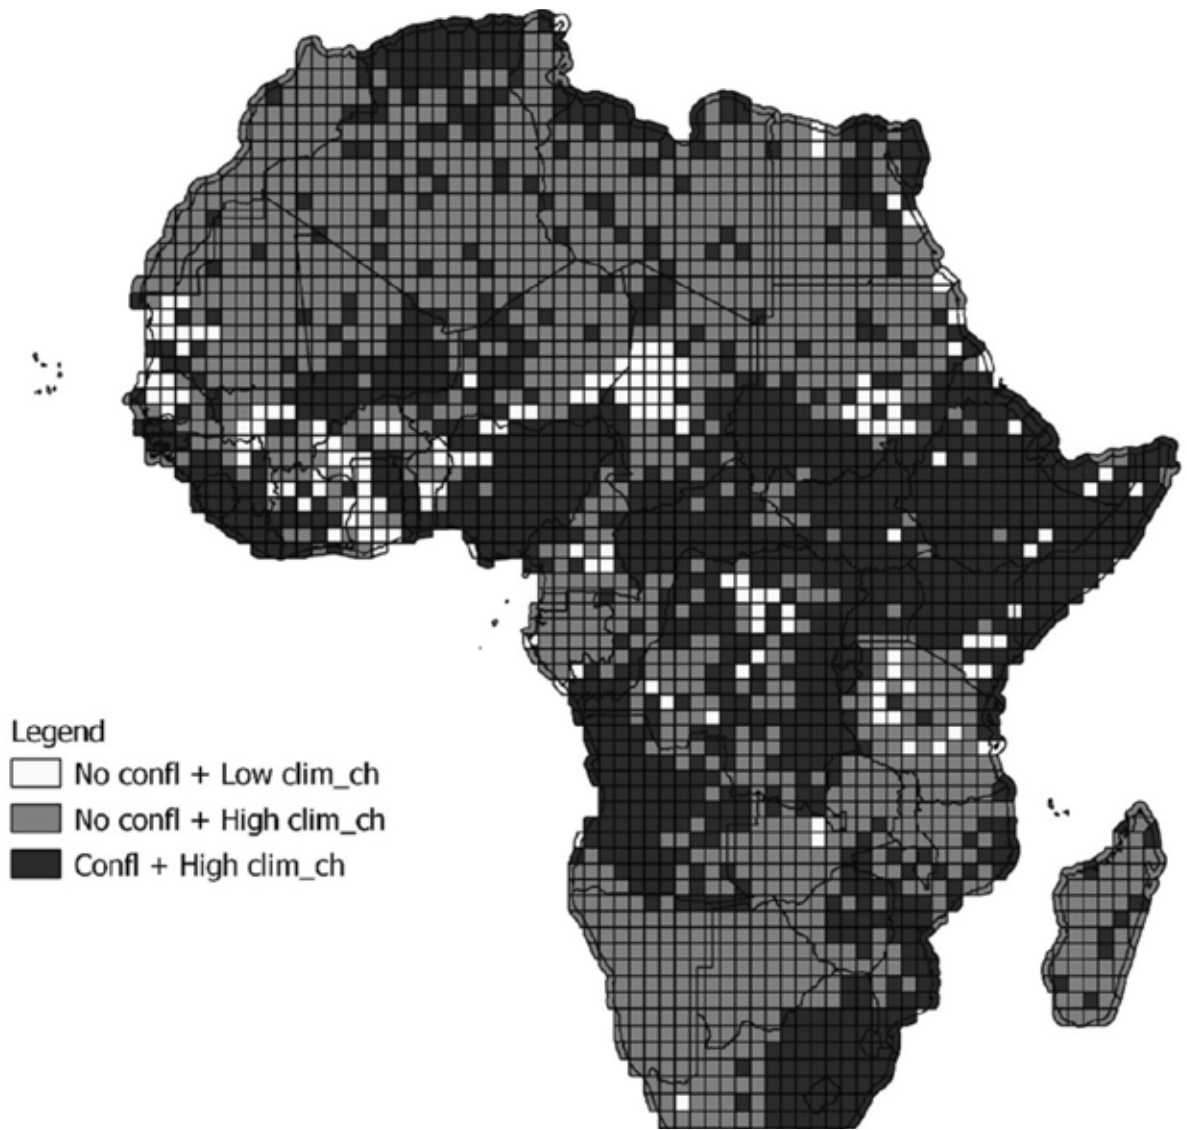 Legend
No confl + Low clim_ch
No confl + High clim_ch
Confl + High clim_ch